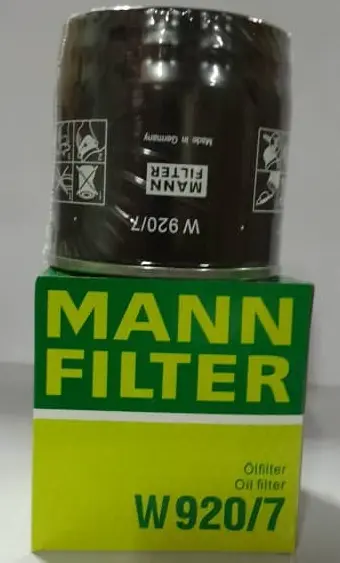 Made in Germany
MANN
FILTER
W 920/7
MANN
FILTER
Ölfilter
Oil filter
W 920/7